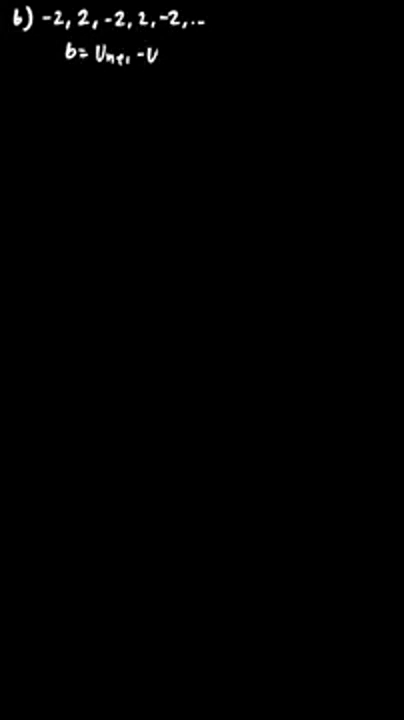 b) -2, 2, -2, 2, -2, ...
b = Uₙ₊₁ - U